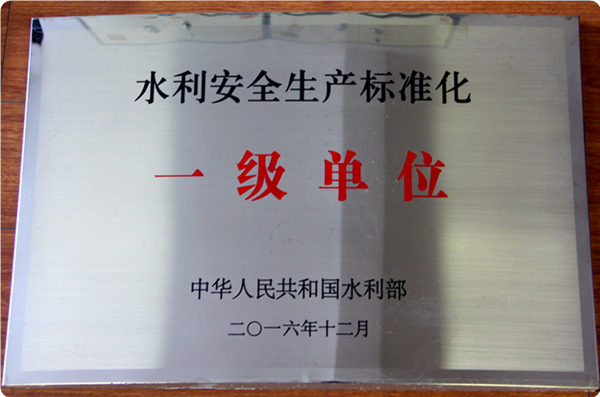 水利安全生产标准化
一级单位
中华人民共和国水利部
二〇一六年十二月